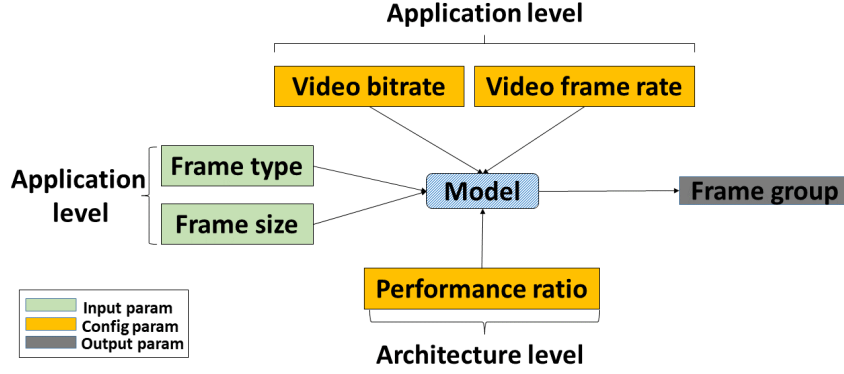 Application level
Video bitrate
Video frame rate
Application
level
Frame type
Frame size
Model
Frame group
Performance ratio
Architecture level
Input param
Config param
Output param